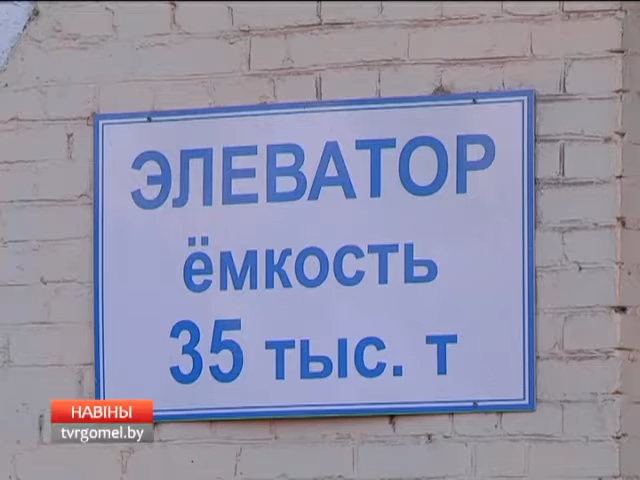 ЭЛЕВАТОР
ёмкость
35 тыс. т
НАВІНЫ
tvrgomel.by